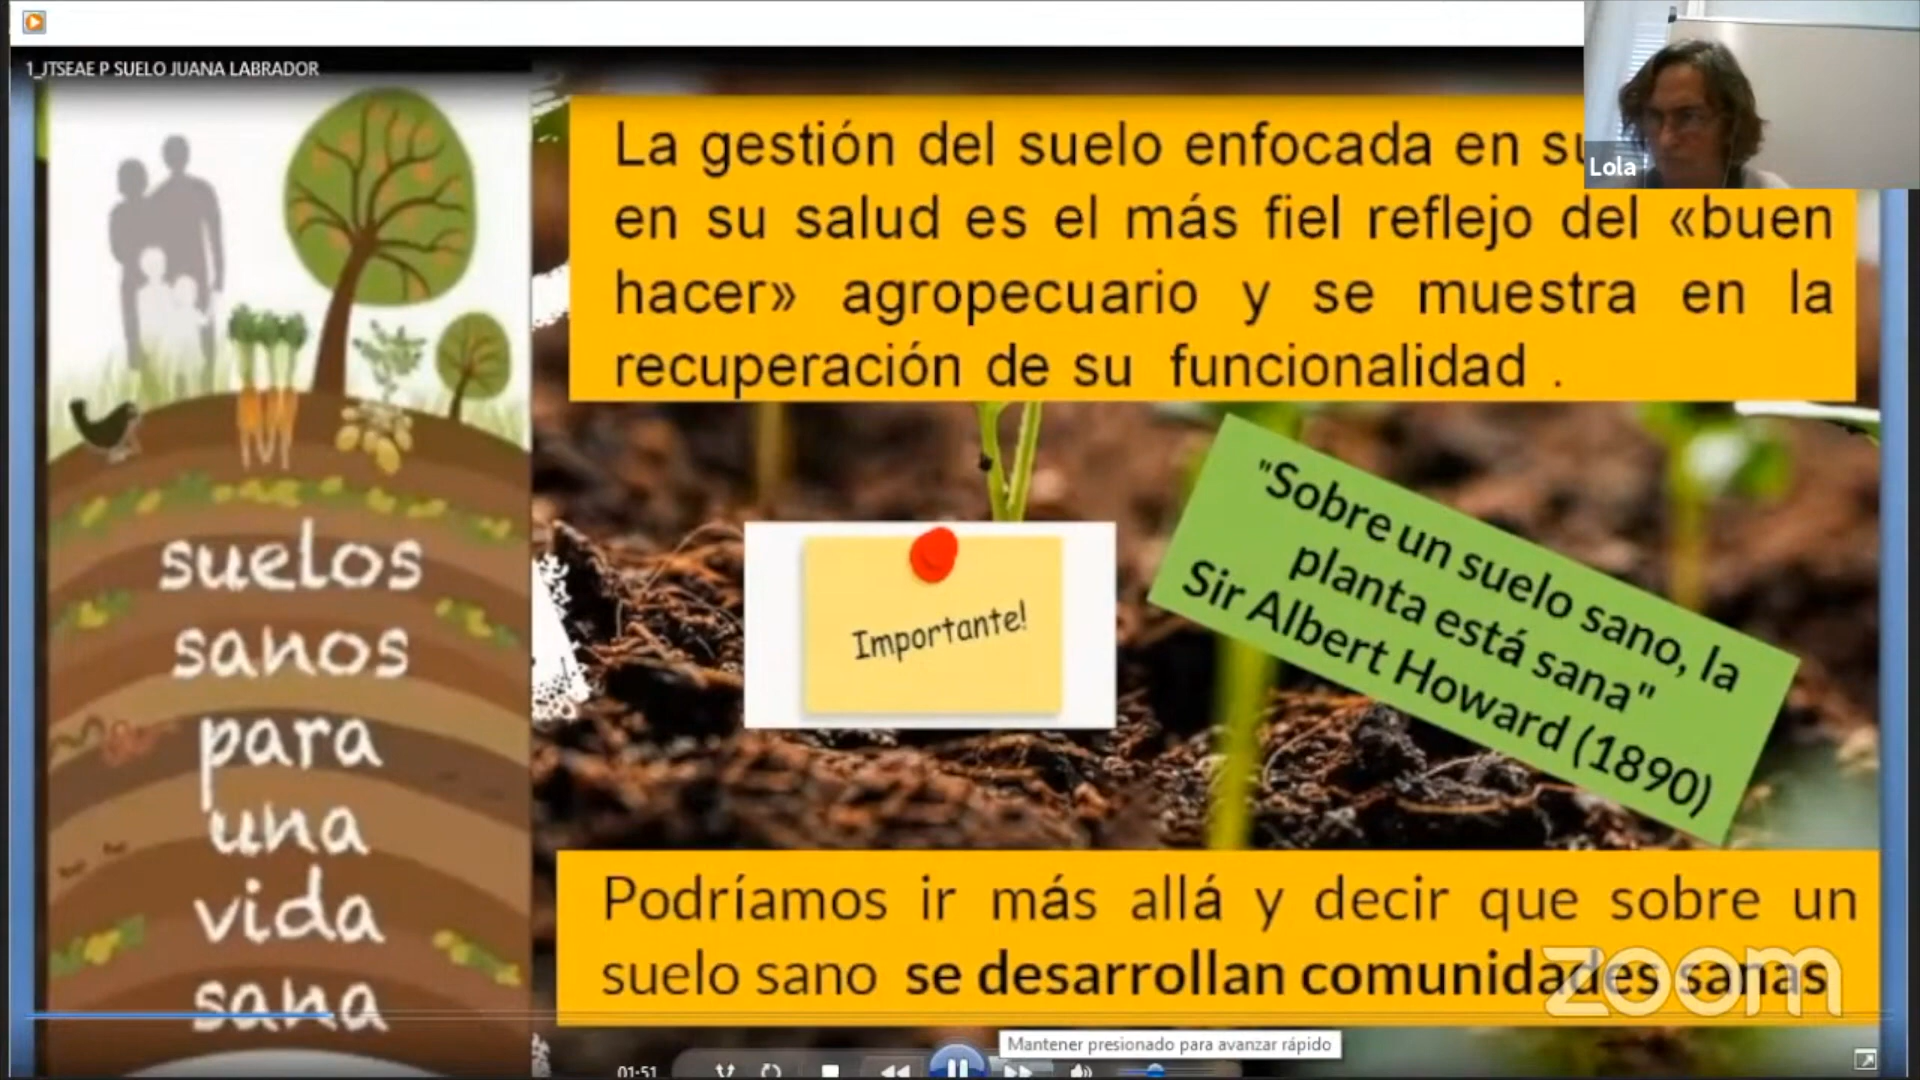 1_JTSEAE P SUELO JUANA LABRADOR
La gestión del suelo enfocada en
en su salud es el más fiel reflejo del «buen
hacer» agropecuario y se muestra en la
recuperación de su funcionalidad .
Lola
suelos
sanos
para
una
vida
sana
Importante!
"Sobre un suelo sano, la
planta está sana"
Sir Albert Howard (1890)
Podríamos ir más allá y decir que sobre un
suelo sano se desarrollan comunidades sanas
zoom
Mantener presionado para avanzar rápido
01:51